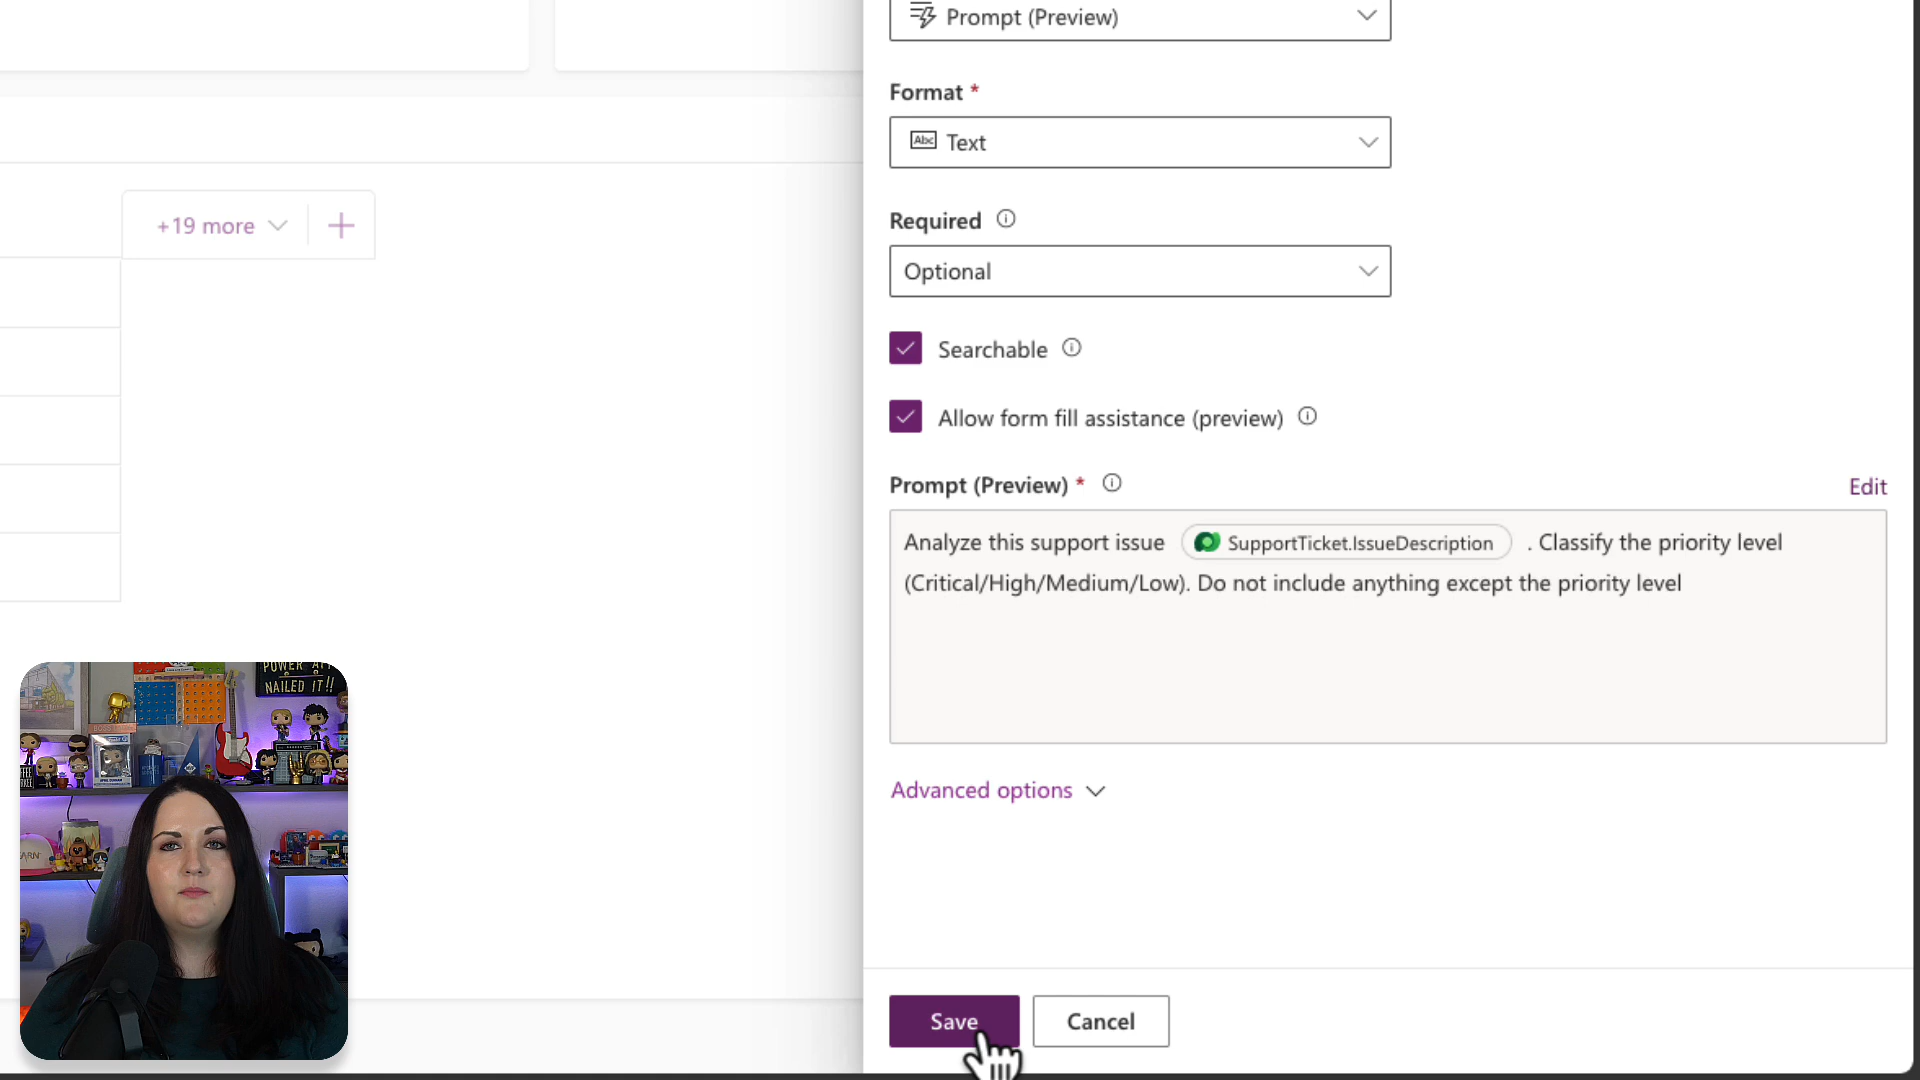 Prompt (Preview)
Format *
Abc Text
Required
Optional
Searchable
Allow form fill assistance (preview)
Prompt (Preview) *
Edit
Analyze this support issue SupportTicket.IssueDescription . Classify the priority level
(Critical/High/Medium/Low). Do not include anything except the priority level
Advanced options
Save
Cancel
+19 more
NAILED IT!!